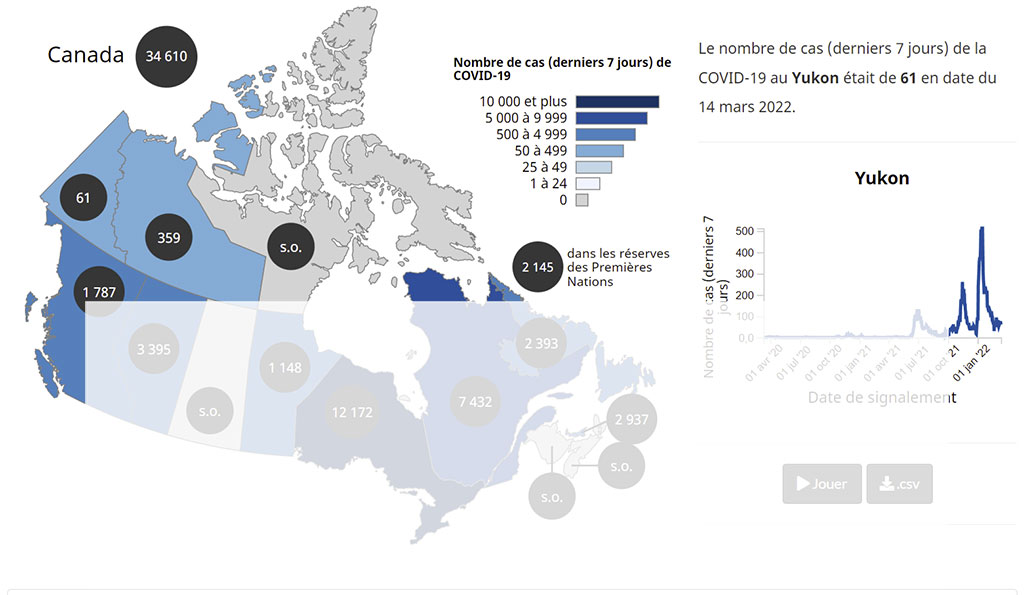 Canada
34 610
Nombre de cas (derniers 7 jours) de
COVID-19
10 000 et plus
5 000 à 9 999
500 à 4 999
50 à 499
25 à 49
1 à 24
0
61
359
s.o.
2 145
dans les réserves
des Premières
Nations
1 787
3 395
s.o.
1 148
12 172
7 432
2 393
2 937
s.o.
s.o.
Le nombre de cas (derniers 7 jours) de la
COVID-19 au Yukon était de 61 en date du
14 mars 2022.
Yukon
Nombre de cas (derniers 7
jours)
500
400
300
200
100
0,0
01 avr '20
01 jul '20
01 oct '20
01 jan '21
01 avr '21
01 jul '21
01 oct '21
01 jan '22
Date de signalement
Jouer
.csv